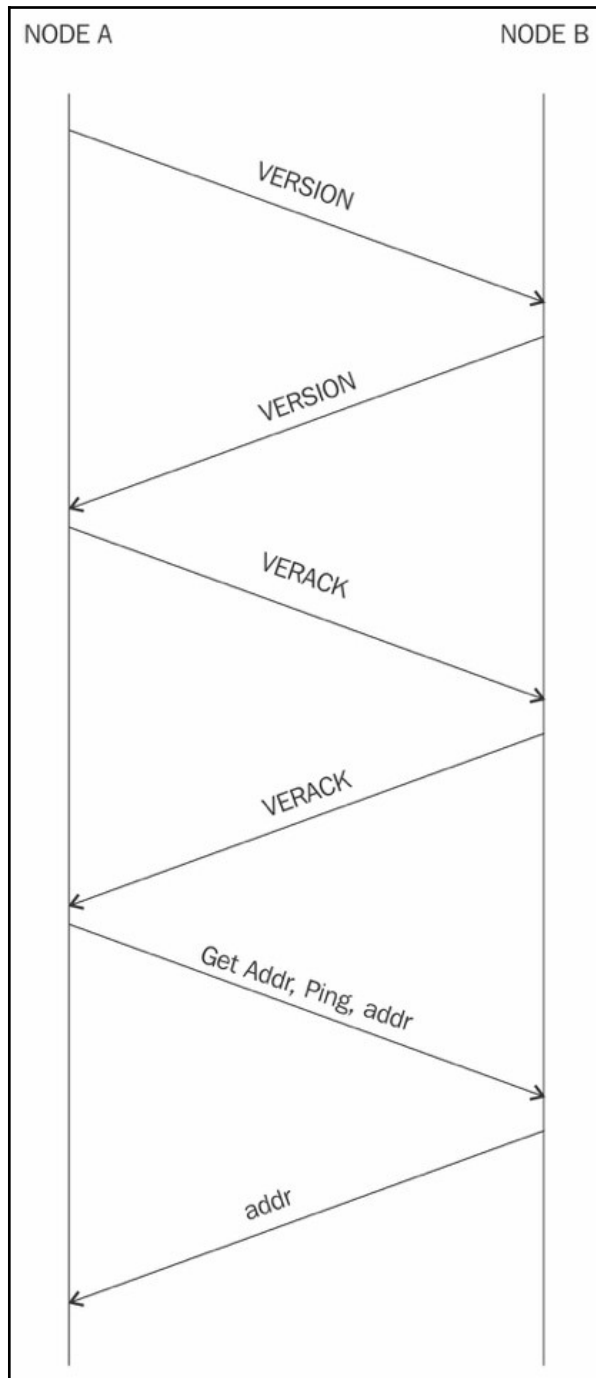 NODE A
NODE B
VERSION
VERSION
VERACK
VERACK
Get Addr, Ping, addr
addr